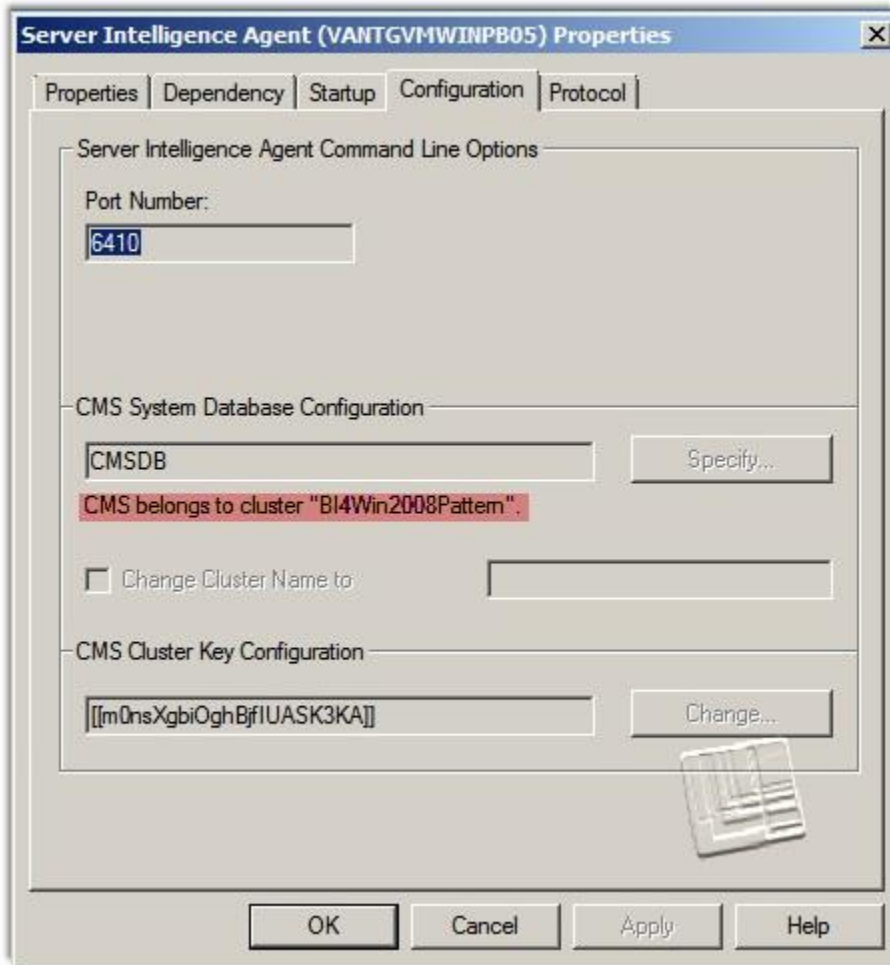 Server Intelligence Agent (VANTGVMWINPB05) Properties
Properties Dependency Startup Configuration Protocol
Server Intelligence Agent Command Line Options
Port Number:
6410
CMS System Database Configuration
CMSDB
Specify...
CMS belongs to cluster "BI4Win2008Pattern".
Change Cluster Name to
CMS Cluster Key Configuration
[[m0nsXgbiOghBjfIUASK3KA]]
Change...
OK Cancel Apply Help